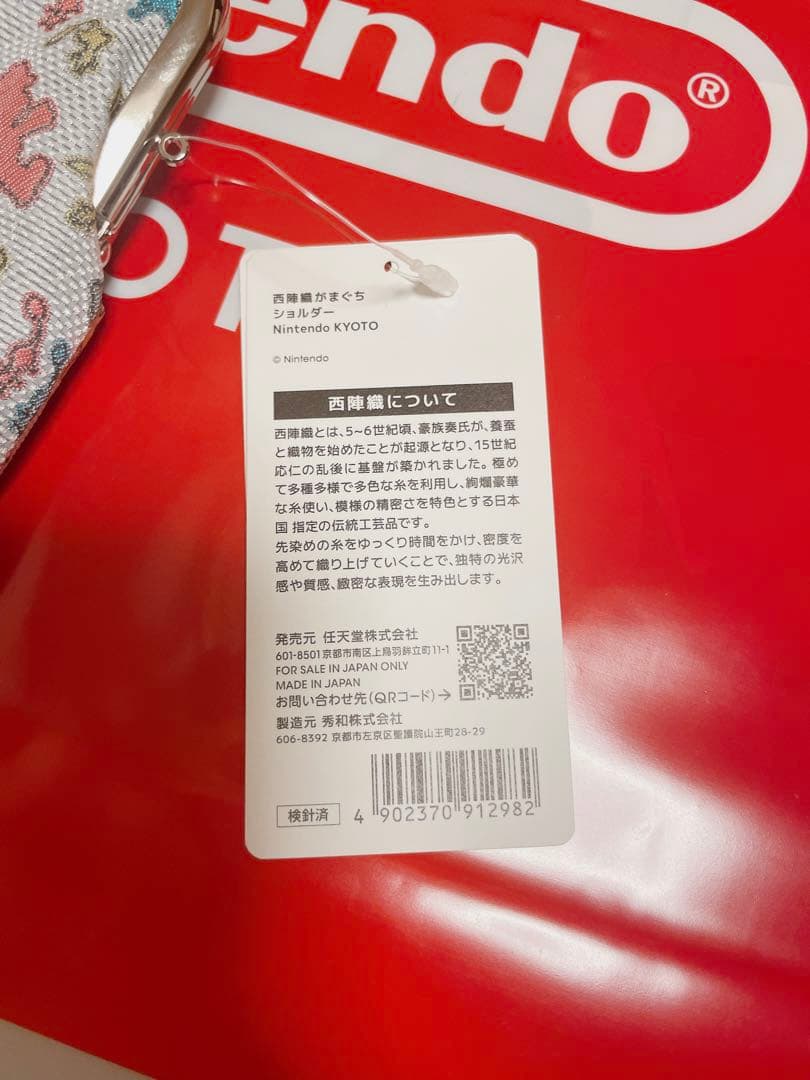 endo®
TO
西陣織がまぐち
ショルダー
Nintendo KYOTO
© Nintendo
西陣織について
西陣織とは、5~6世紀頃、豪族奏氏が、養蚕
と織物を始めたことが起源となり、15世紀
応仁の乱後に基盤が築かれました。極め
て多種多様で多色な糸を利用し、絢爛豪華
な糸使い、模様の精密さを特色とする日本
国 指定の伝統工芸品です。
先染めの糸をゆっくり時間をかけ、密度を
高めて織り上げていくことで、独特の光沢
感や質感、緻密な表現を生み出します。
発売元 任天堂株式会社
601-8501 京都市南区上鳥羽鉾立町11-1
FOR SALE IN JAPAN ONLY
MADE IN JAPAN
お問い合わせ先(QRコード)→
製造元 秀和株式会社
606-8392 京都市左京区聖護院山王町28-29
検針済
4 902370 912982